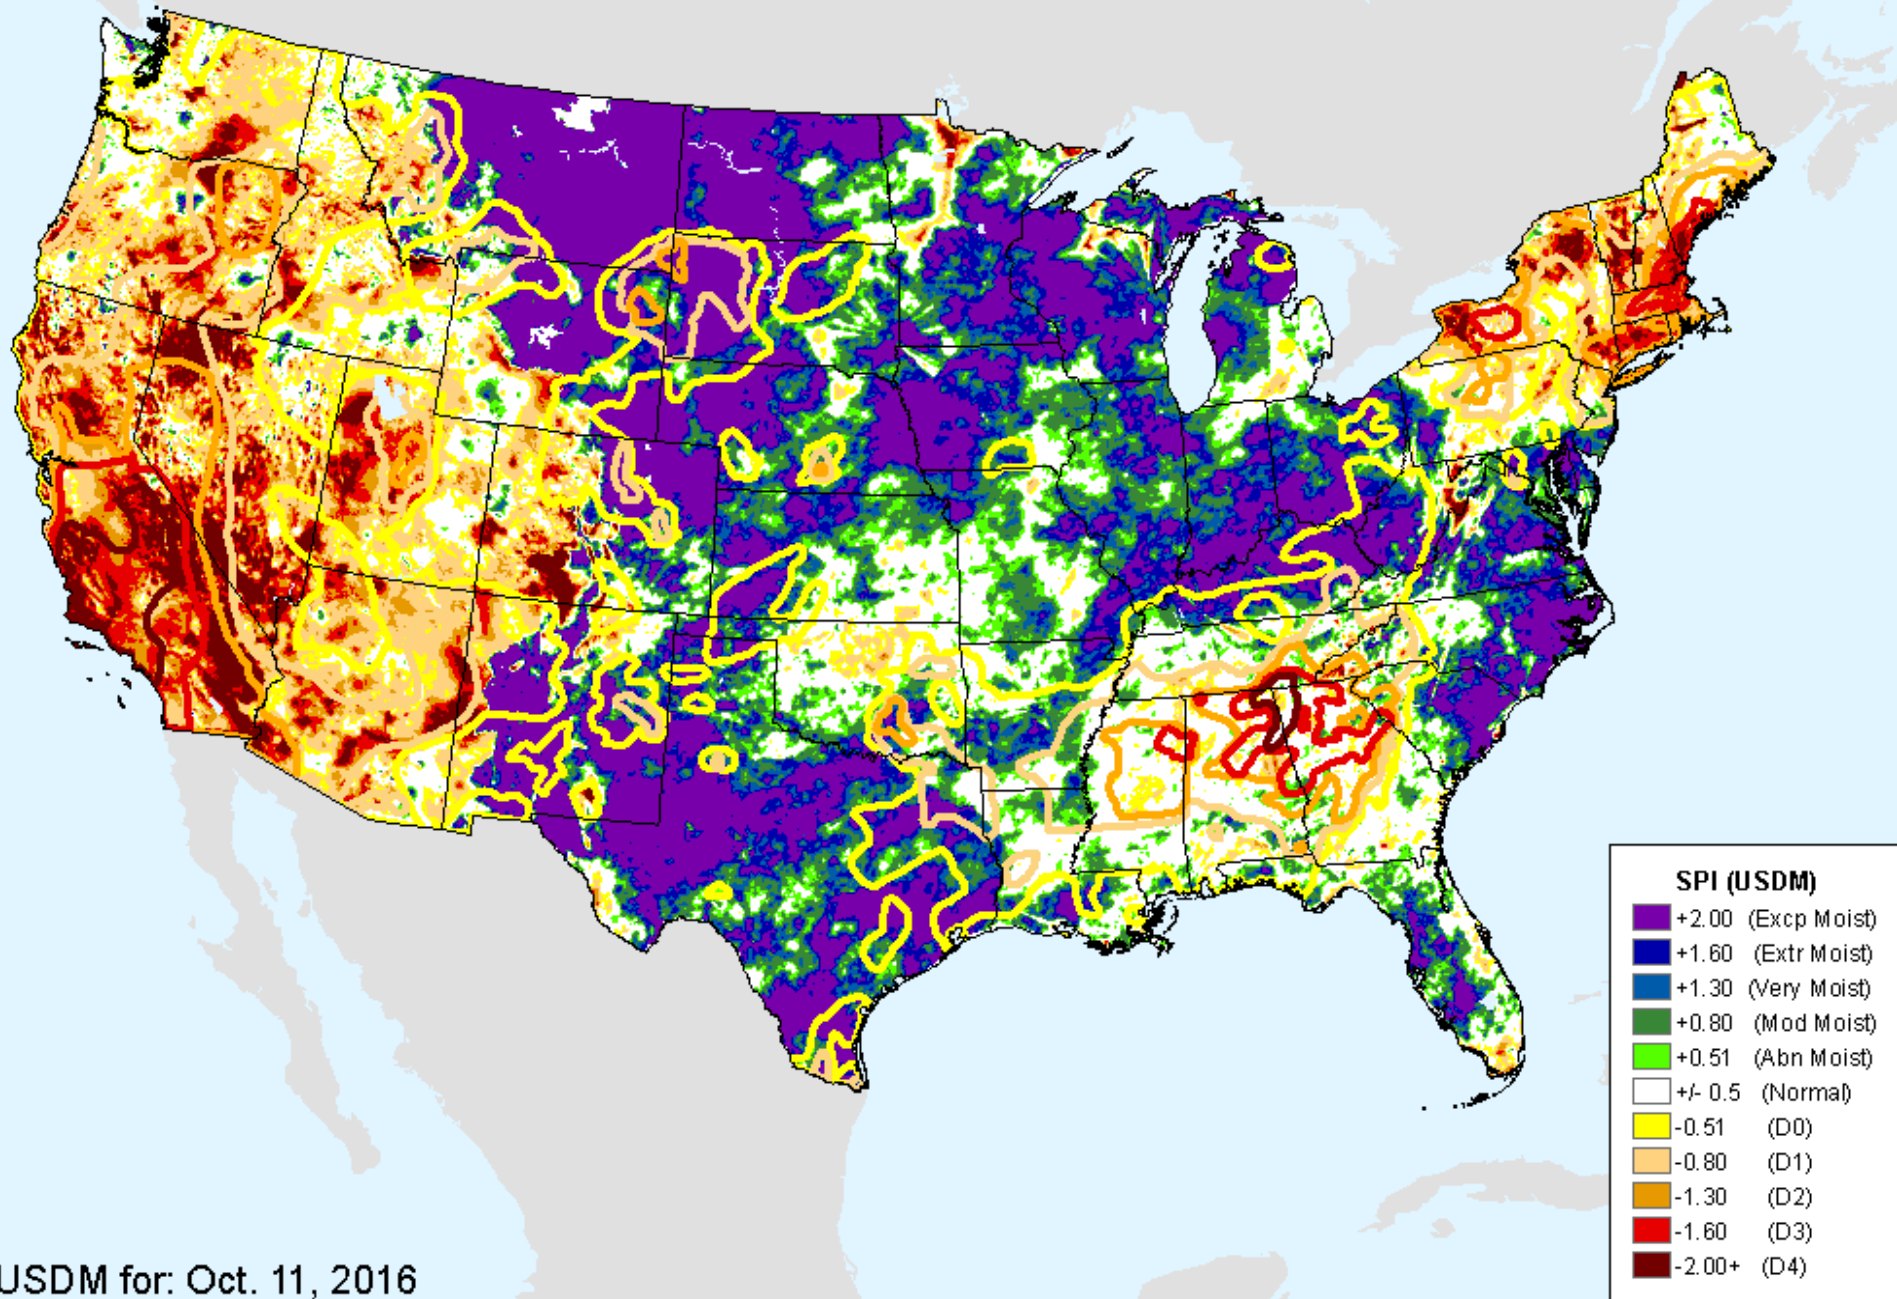 SPI (USDM)
+2.00 (Excp Moist)
+1.60 (Extr Moist)
+1.30 (Very Moist)
+0.80 (Mod Moist)
+0.51 (Abn Moist)
+/- 0.5 (Normal)
-0.51 (D0)
-0.80 (D1)
-1.30 (D2)
-1.60 (D3)
-2.00+ (D4)
USDM for: Oct. 11, 2016